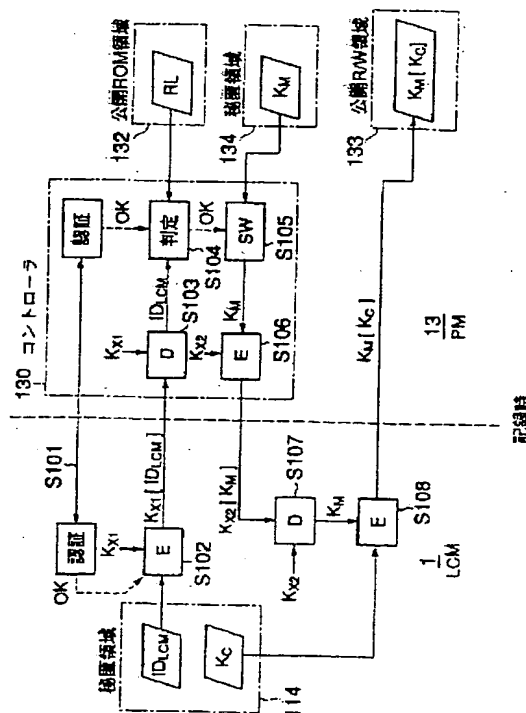 公開ROM領域
132
RL
秘匿領域
134
KM
公開R/W領域
133
KM[KC]
130 コントローラ
認証
OK
判定
OK
SW
S104
S105
IDLCM
KM
KX1
D
S103
KX2
E
S106
S101
KX1[IDLCM]
KX2[KM]
KM[KC]
13
PM
記録時
認証
OK
KX1
E
S102
D
S107
KX2
KM
E
S108
1
LCM
秘匿領域
IDLCM
KC
114